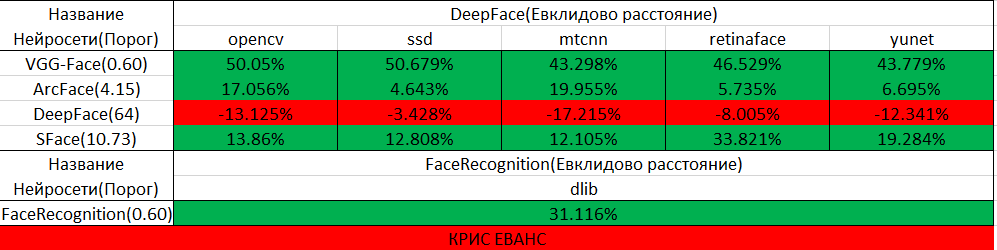 Название Нейросети(Порог) DeepFace(Евклидово расстояние)
opencv ssd mtcnn retinaface yunet
VGG-Face(0.60) 50.05% 50.679% 43.298% 46.529% 43.779%
ArcFace(4.15) 17.056% 4.643% 19.955% 5.735% 6.695%
DeepFace(64) -13.125% -3.428% -17.215% -8.005% -12.341%
SFace(10.73) 13.86% 12.808% 12.105% 33.821% 19.284%
Название Нейросети(Порог) FaceRecognition(Евклидово расстояние)
dlib
FaceRecognition(0.60) 31.116%
КРИС ЕВАНС